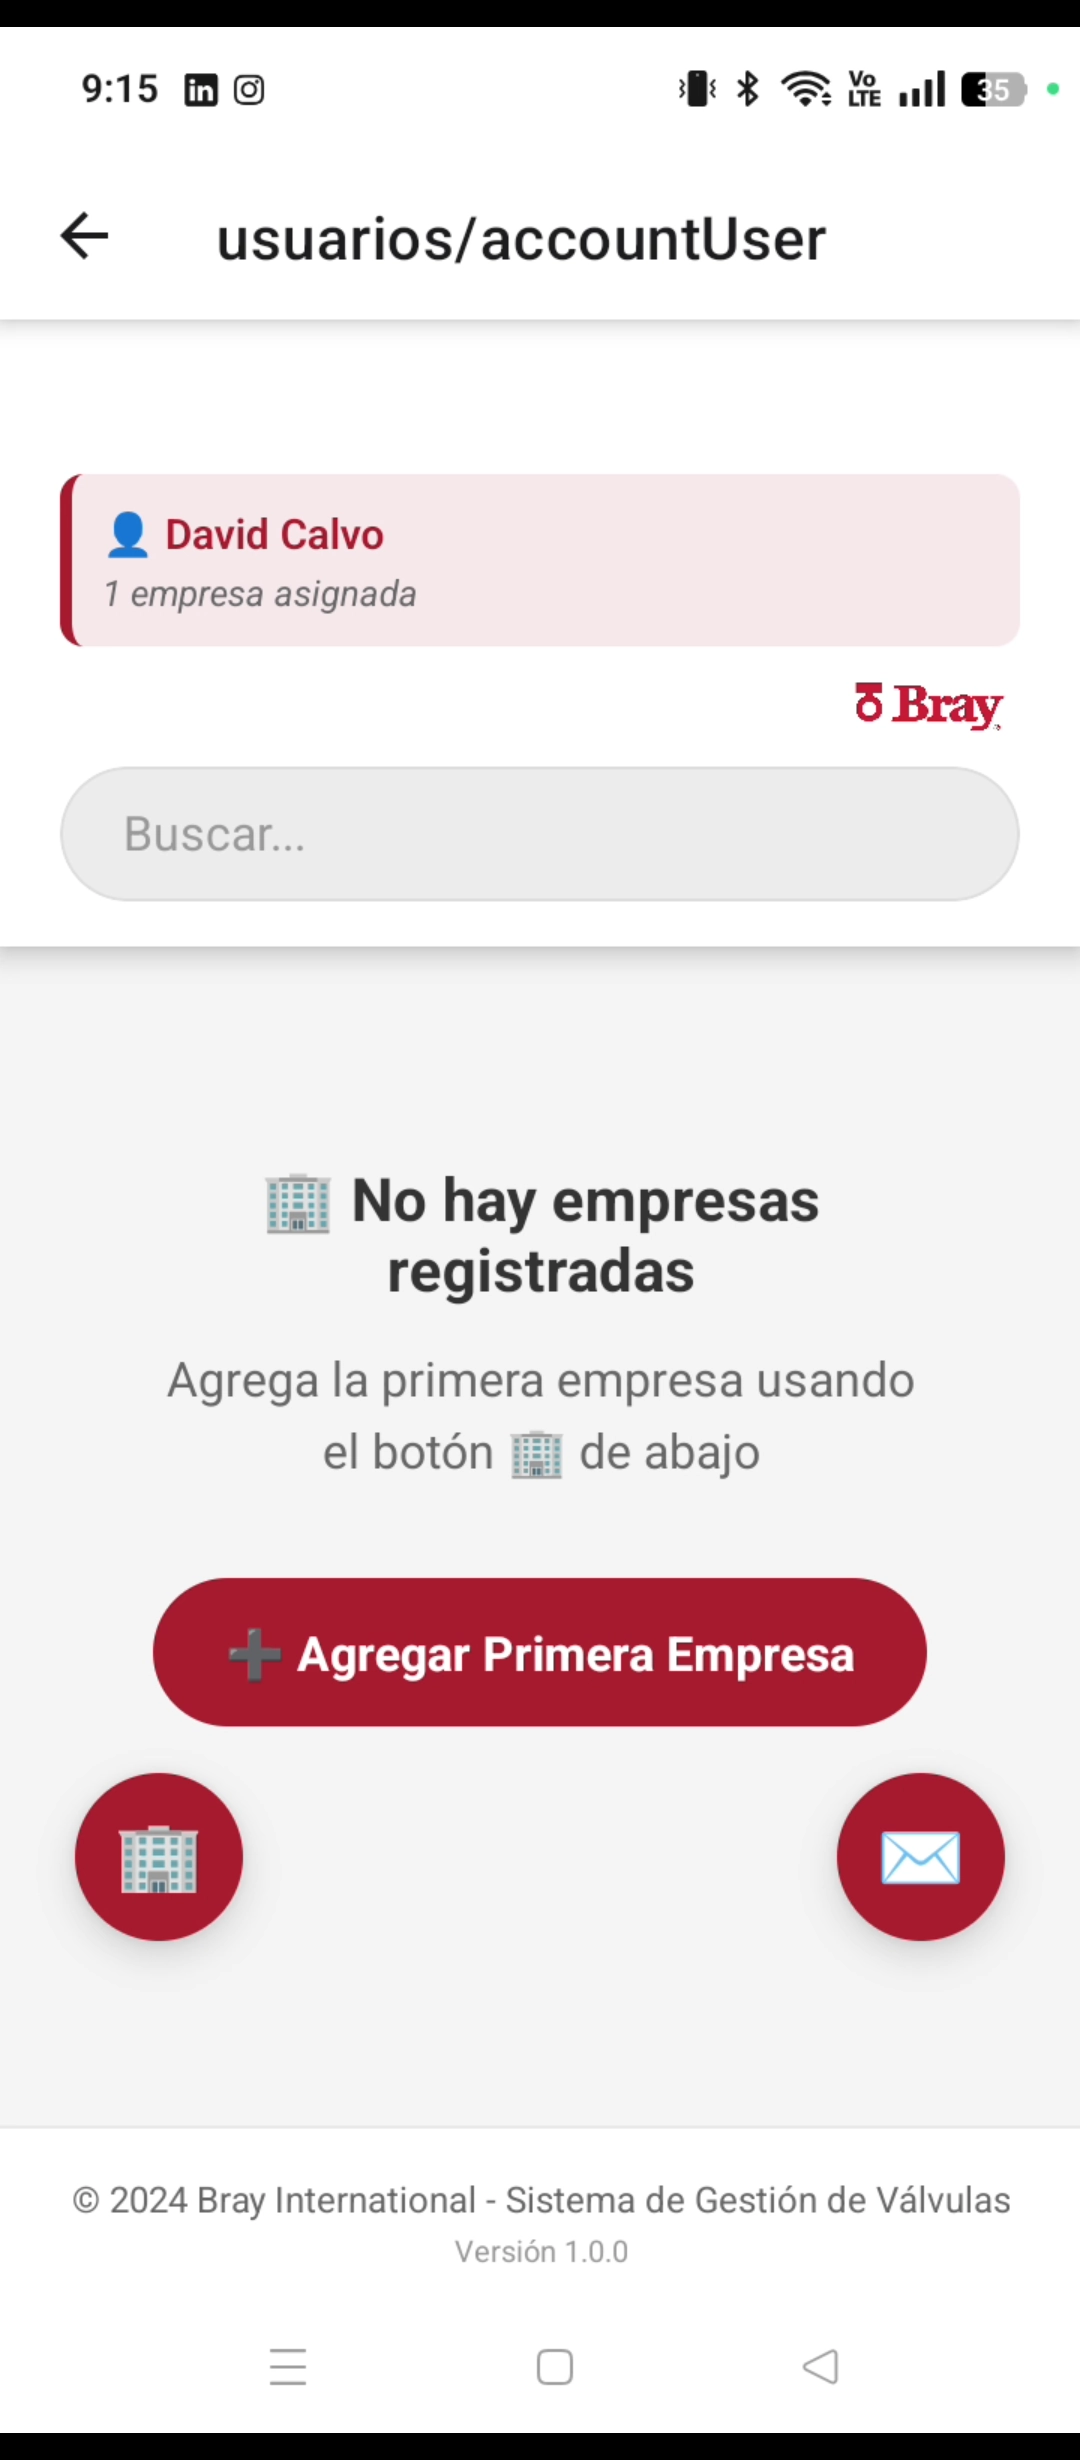 9:15
Vo
LTE
35
usuarios/accountUser
David Calvo
1 empresa asignada
Bray
Buscar...
No hay empresas
registradas
Agrega la primera empresa usando
el botón 🏢 de abajo
➕ Agregar Primera Empresa
© 2024 Bray International - Sistema de Gestión de Válvulas
Versión 1.0.0